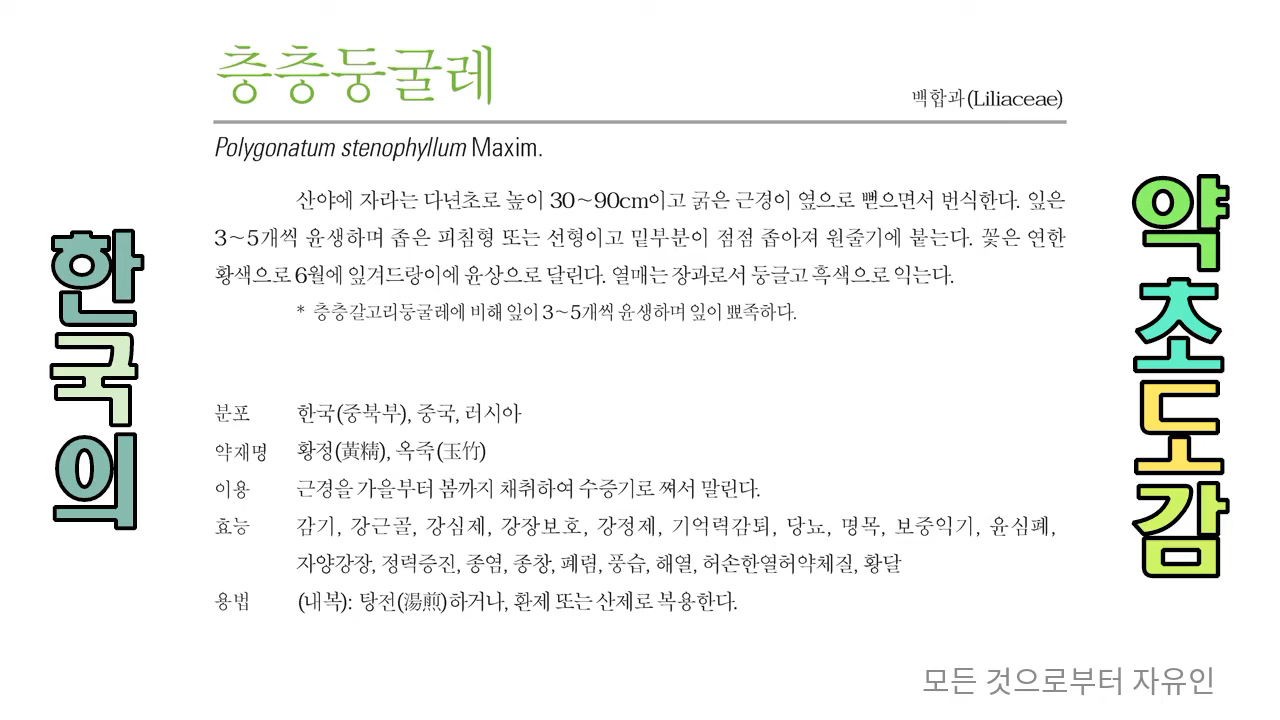 층층둥굴레
백합과(Liliaceae)
Polygonatum stenophyllum Maxim.
산야에 자라는 다년초로 높이 30~90cm이고 굵은 근경이 옆으로 뻗으면서 번식한다. 잎은
3~5개씩 윤생하며 좁은 피침형 또는 선형이고 밑부분이 점점 좁아져 원줄기에 붙는다. 꽃은 연한
황색으로 6월에 잎겨드랑이에 윤상으로 달린다. 열매는 장과로서 둥글고 흑색으로 익는다.
* 층층갈고리둥굴레에 비해 잎이 3~5개씩 윤생하며 잎이 뾰족하다.
분포 한국(중북부), 중국, 러시아
약재명 황정(黃精), 옥죽(玉竹)
이용 근경을 가을부터 봄까지 채취하여 수증기로 쪄서 말린다.
효능 감기, 강근골, 강심제, 강장보호, 강정제, 기억력감퇴, 당뇨, 명목, 보중익기, 윤심폐,
자양강장, 정력증진, 종염, 종창, 폐렴, 풍습, 해열, 허손한열허약체질, 황달
용법 (내복): 탕전(湯煎)하거나, 환제 또는 산제로 복용한다.
한국의
약초도감
모든 것으로부터 자유인